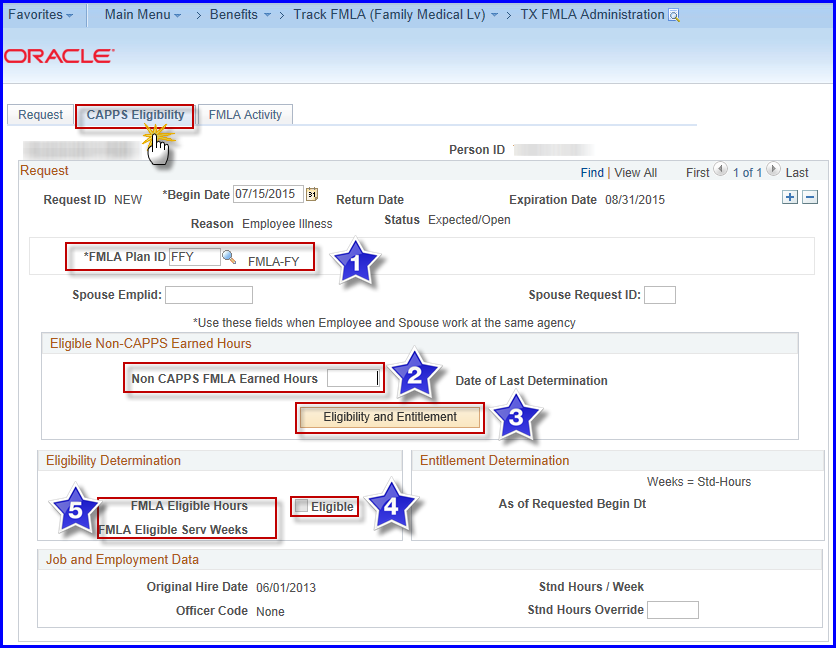 Favorites Main Menu > Benefits > Track FMLA (Family Medical Lv) > TX FMLA Administration
ORACLE
Request CAPPS Eligibility FMLA Activity
Person ID
Request Find | View All First 1 of 1 Last
Request ID NEW *Begin Date 07/15/2015 31 Return Date Expiration Date 08/31/2015
Reason Employee Illness Status Expected/Open
*FMLA Plan ID FFY FMLA-FY 1
Spouse Emplid: Spouse Request ID:
*Use these fields when Employee and Spouse work at the same agency
Eligible Non-CAPPS Earned Hours
Non CAPPS FMLA Earned Hours 2 Date of Last Determination
Eligibility and Entitlement 3
Eligibility Determination Entitlement Determination
Weeks = Std-Hours
5 FMLA Eligible Hours Eligible 4 As of Requested Begin Dt
FMLA Eligible Serv Weeks
Job and Employment Data
Original Hire Date 06/01/2013 Stnd Hours / Week
Officer Code None Stnd Hours Override